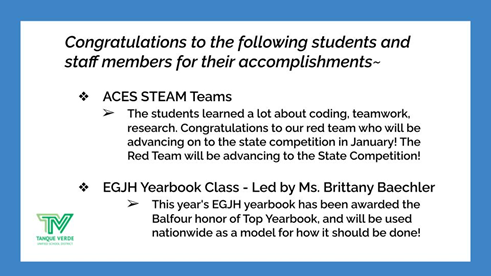 Congratulations to the following students and
staff members for their accomplishments~
❖ ACES STEAM Teams
➢ The students learned a lot about coding, teamwork,
research. Congratulations to our red team who will be
advancing on to the state competition in January! The
Red Team will be advancing to the State Competition!
❖ EGJH Yearbook Class - Led by Ms. Brittany Baechler
➢ This year's EGJH yearbook has been awarded the
Balfour honor of Top Yearbook, and will be used
nationwide as a model for how it should be done!
TV
TANQUE VERDE
UNIFIED SCHOOL DISTRICT